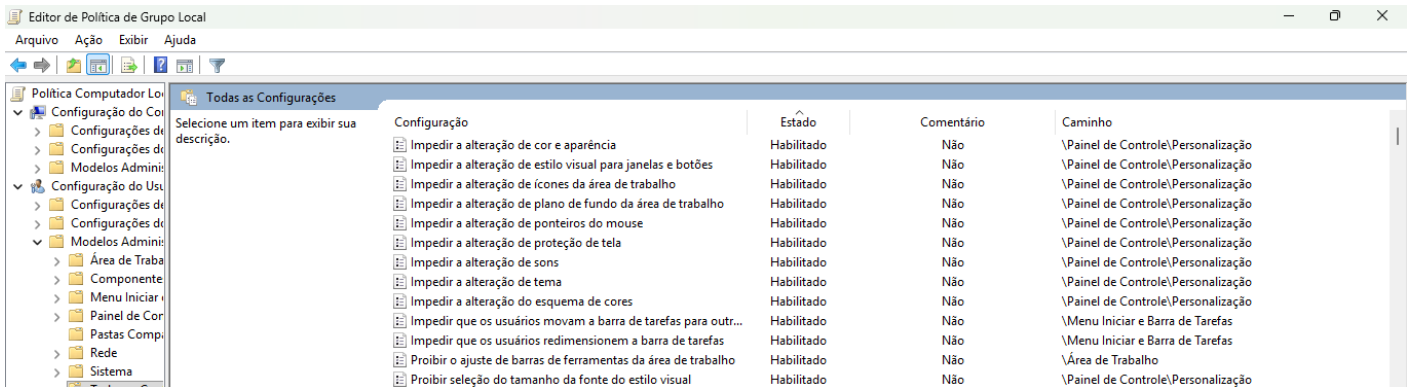 Editor de Política de Grupo Local
Arquivo Ação Exibir Ajuda
Política Computador Lo
Configuração do Co
Configurações de
Configurações do
Modelos Adminis
Configuração do Usu
Configurações de
Configurações do
Modelos Adminis
Área de Traba
Componente
Menu Iniciar
Painel de Con
Pastas Compa
Rede
Sistema
Todas as Configurações
Selecione um item para exibir sua
descrição.
Configuração Estado Comentário Caminho
Impedir a alteração de cor e aparência Habilitado Não \Painel de Controle\Personalização
Impedir a alteração de estilo visual para janelas e botões Habilitado Não \Painel de Controle\Personalização
Impedir a alteração de ícones da área de trabalho Habilitado Não \Painel de Controle\Personalização
Impedir a alteração de plano de fundo da área de trabalho Habilitado Não \Painel de Controle\Personalização
Impedir a alteração de ponteiros do mouse Habilitado Não \Painel de Controle\Personalização
Impedir a alteração de proteção de tela Habilitado Não \Painel de Controle\Personalização
Impedir a alteração de sons Habilitado Não \Painel de Controle\Personalização
Impedir a alteração de tema Habilitado Não \Painel de Controle\Personalização
Impedir a alteração do esquema de cores Habilitado Não \Painel de Controle\Personalização
Impedir que os usuários movam a barra de tarefas para outr... Habilitado Não \Menu Iniciar e Barra de Tarefas
Impedir que os usuários redimensionem a barra de tarefas Habilitado Não \Menu Iniciar e Barra de Tarefas
Proibir o ajuste de barras de ferramentas da área de trabalho Habilitado Não \Área de Trabalho
Proibir seleção do tamanho da fonte do estilo visual Habilitado Não \Painel de Controle\Personalização